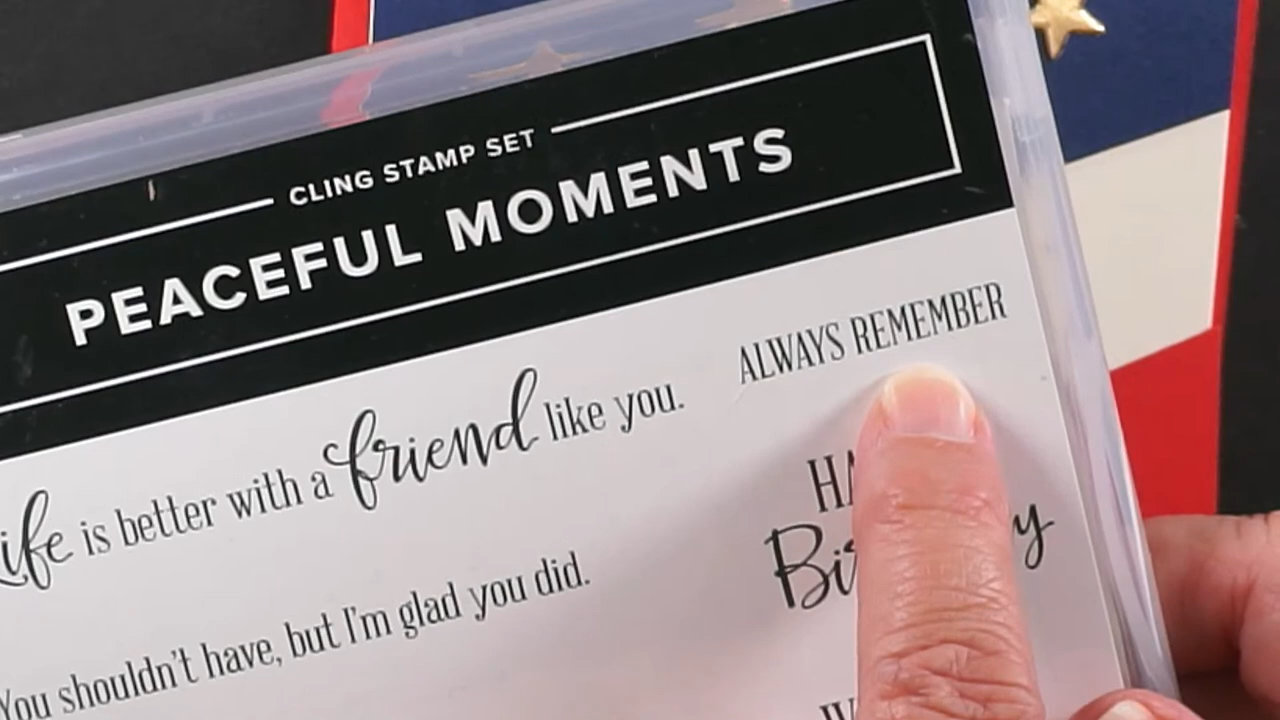 CLING STAMP SET
PEACEFUL MOMENTS
ALWAYS REMEMBER
is better with a friend like you.
You shouldn't have, but I'm glad you did.